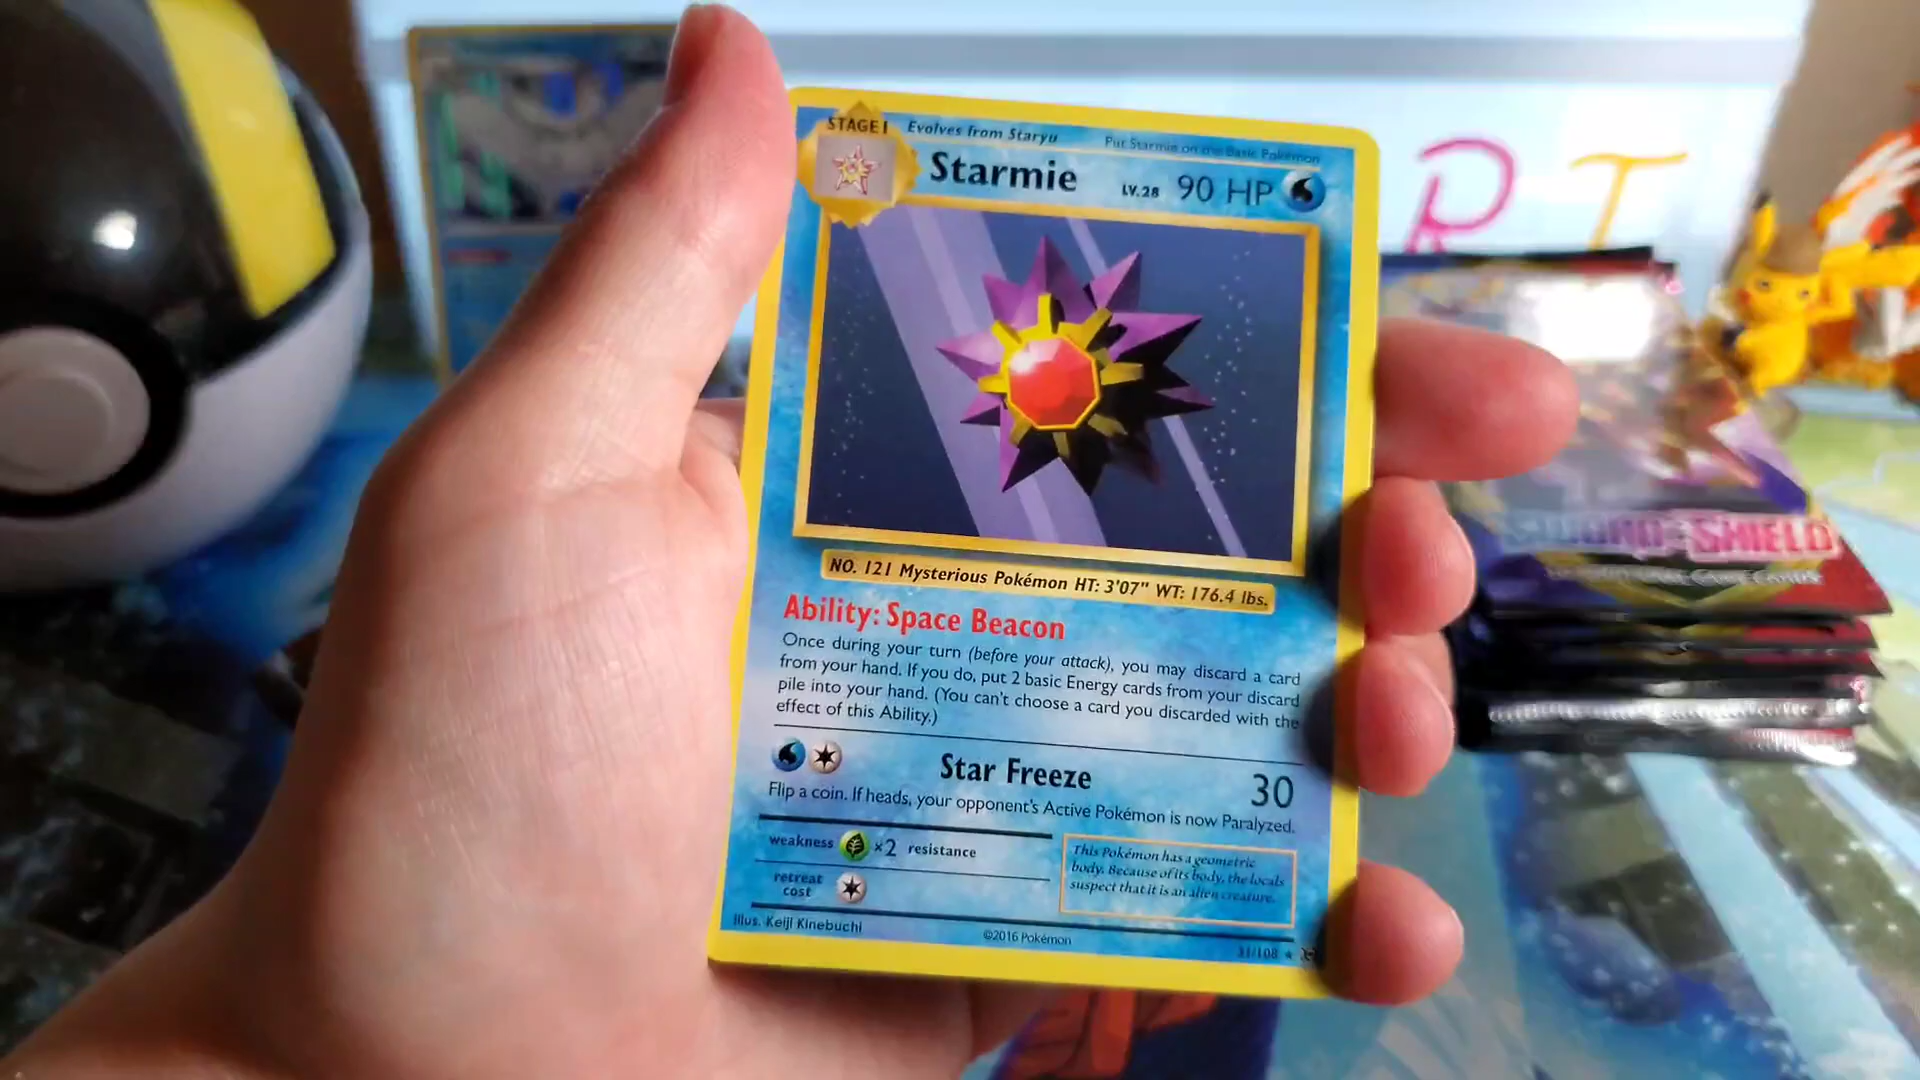 STAGE 1 Evolves from Staryu Put Starmie on the Basic Pokémon
Starmie LV.28 90 HP
NO. 121 Mysterious Pokémon HT: 3'07" WT: 176.4 lbs.
Ability: Space Beacon
Once during your turn (before your attack), you may discard a card
from your hand. If you do, put 2 basic Energy cards from your discard
pile into your hand. (You can't choose a card you discarded with the
effect of this Ability.)
Star Freeze 30
Flip a coin. If heads, your opponent's Active Pokémon is now Paralyzed.
weakness ×2 resistance
retreat
cost
This Pokémon has a geometric
body. Because of its body, the locals
suspect that it is an alien creature.
Illus. Keiji Kinebuchi
©2016 Pokémon
31/108
R T
SWORD & SHIELD